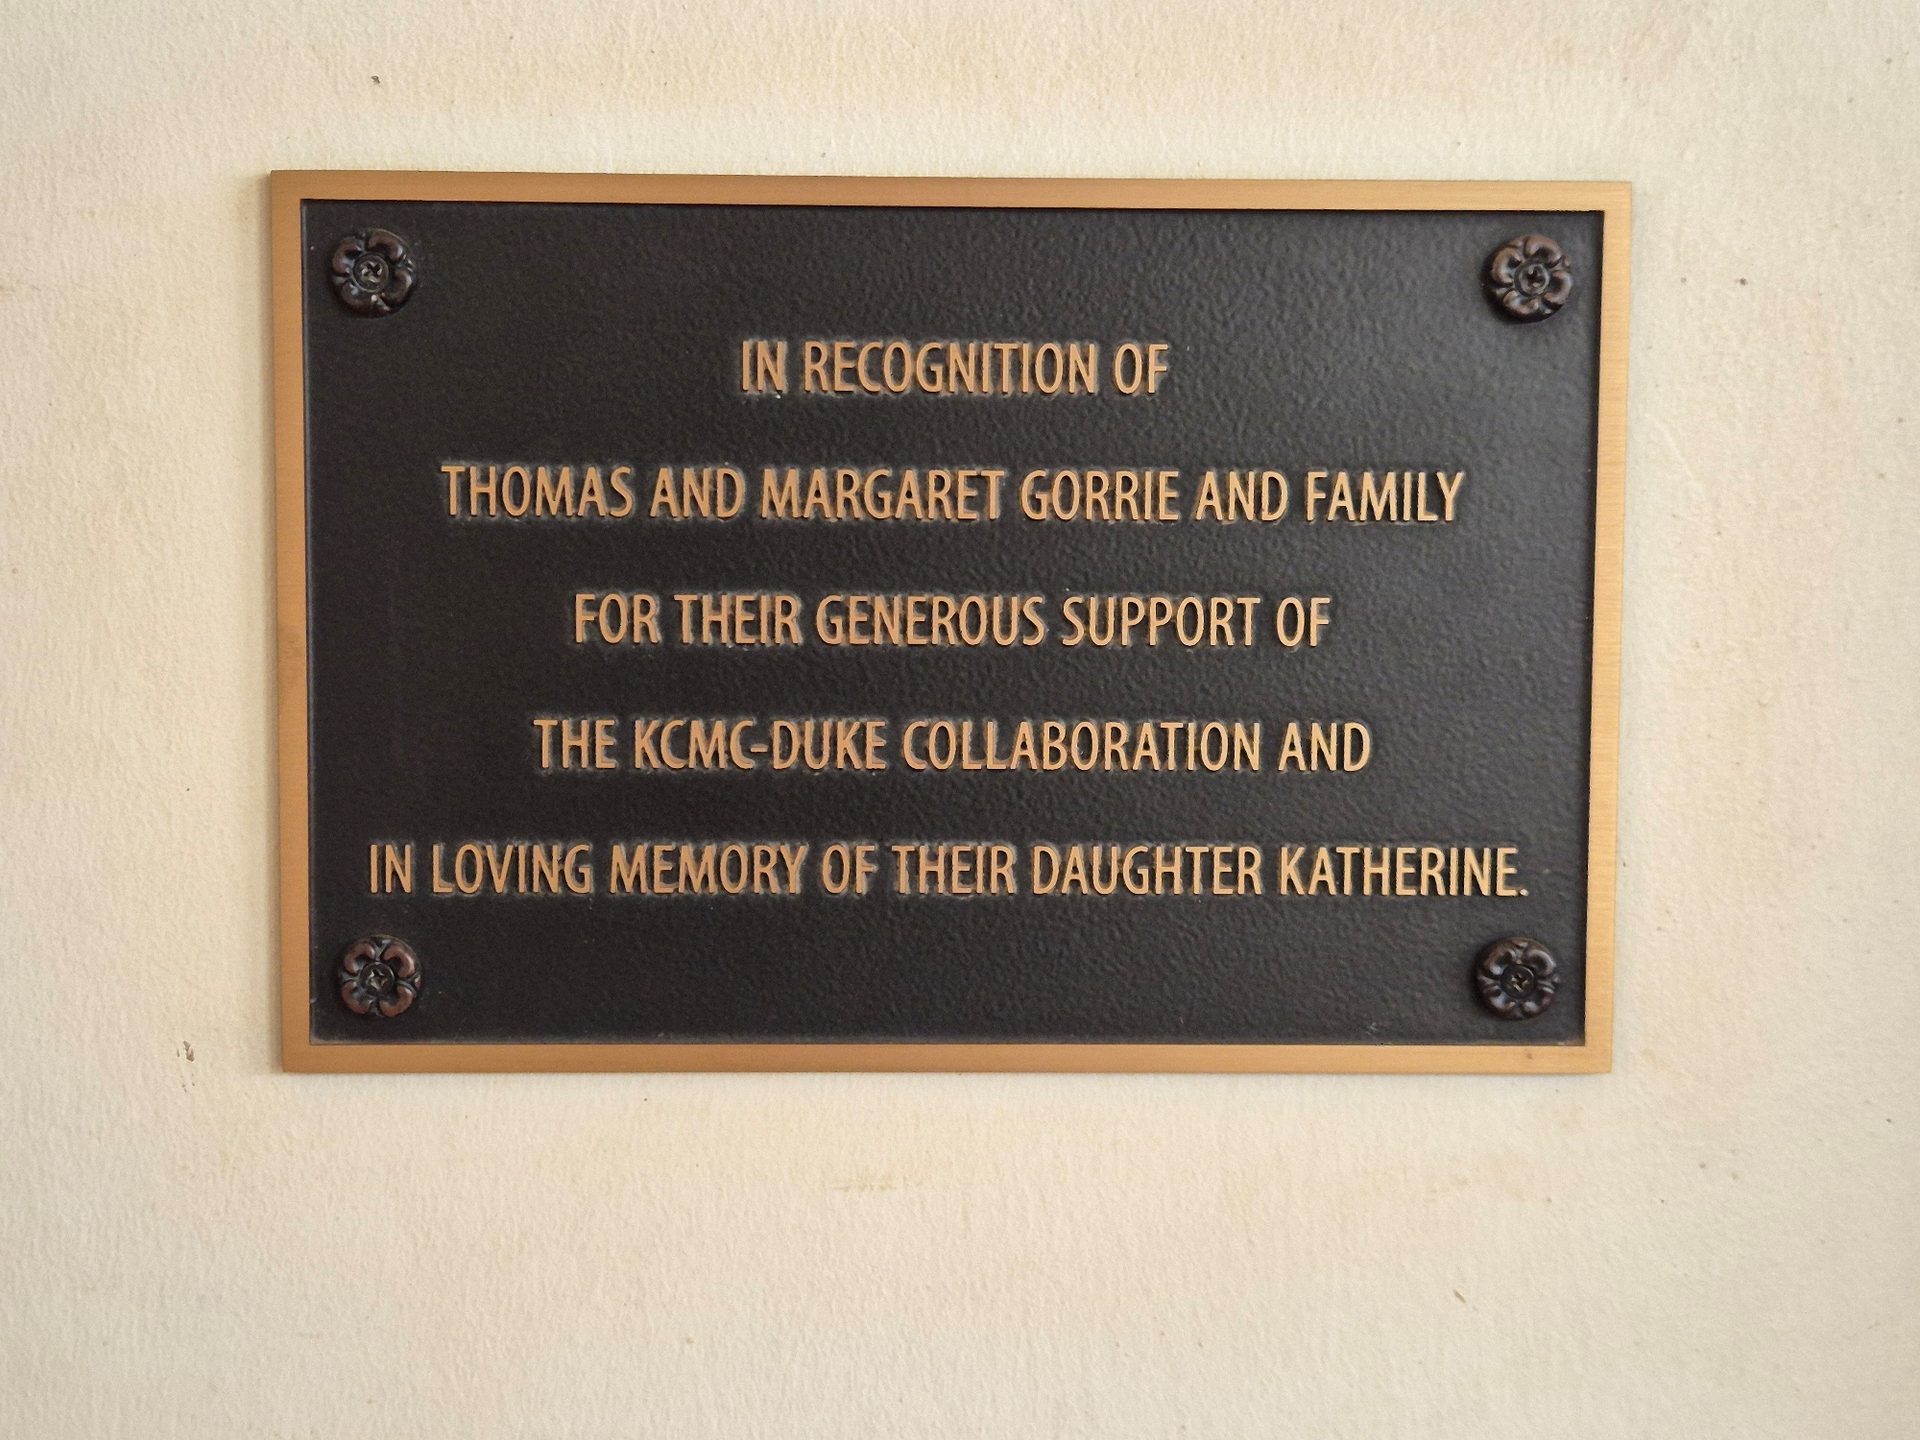 IN RECOGNITION OF
THOMAS AND MARGARET GORRIE AND FAMILY
FOR THEIR GENEROUS SUPPORT OF
THE KCMC-DUKE COLLABORATION AND
IN LOVING MEMORY OF THEIR DAUGHTER KATHERINE.